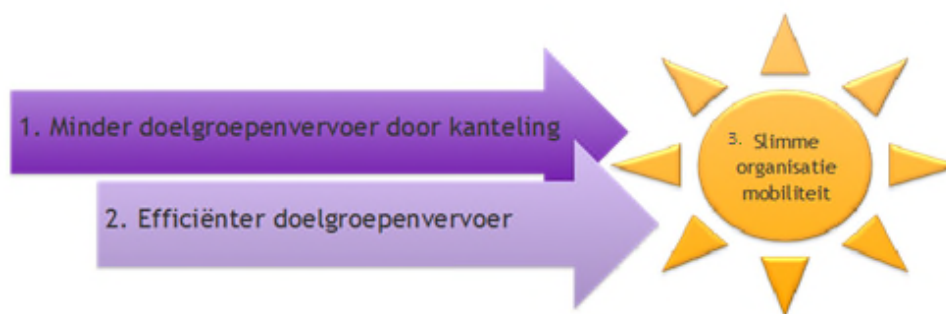 1. Minder doelgroepenvervoer door kanteling
2. Efficiënter doelgroepenvervoer
3. Slimme
organisatie
mobiliteit